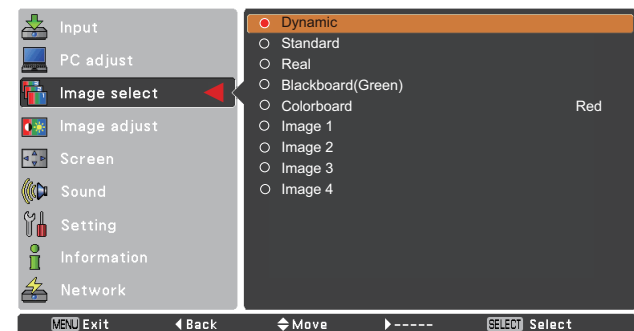 Input
PC adjust
Image select
Image adjust
Screen
Sound
Setting
Information
Network
Dynamic
Standard
Real
Blackboard(Green)
Colorboard Red
Image 1
Image 2
Image 3
Image 4
MENU Exit Back Move ----- SELECT Select